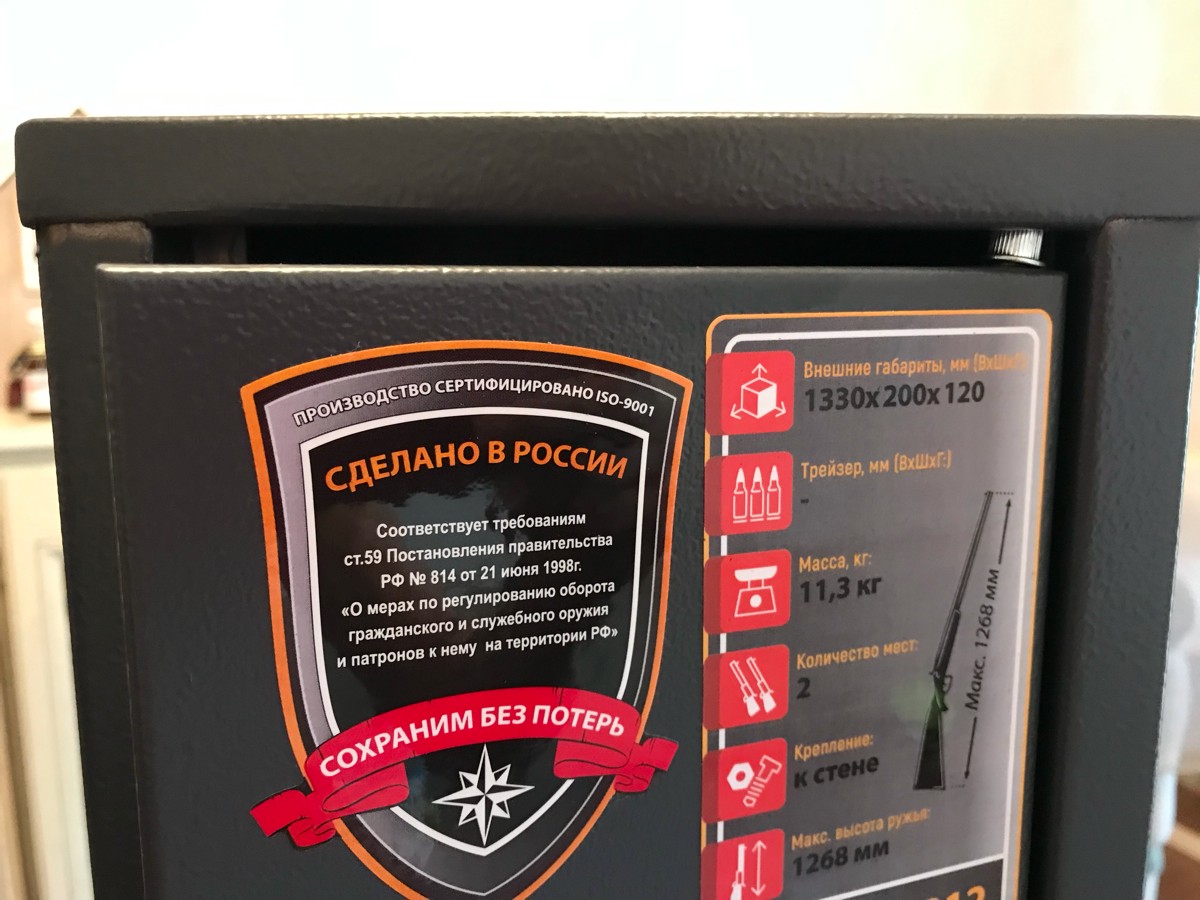 ПРОИЗВОДСТВО СЕРТИФИЦИРОВАНО ISO-9001
СДЕЛАНО В РОССИИ
Соответствует требованиям
ст.59 Постановления правительства
РФ № 814 от 21 июня 1998г.
«О мерах по регулированию оборота
гражданского и служебного оружия
и патронов к нему на территории РФ»
СОХРАНИМ БЕЗ ПОТЕРЬ
Внешние габариты, мм (ВхШхГ:)
1330х200х120
Трейзер, мм (ВхШхГ:)
-
Масса, кг:
11,3 кг
Количество мест:
2
Крепление:
к стене
Макс. высота ружья:
1268 мм
Макс. 1268 мм